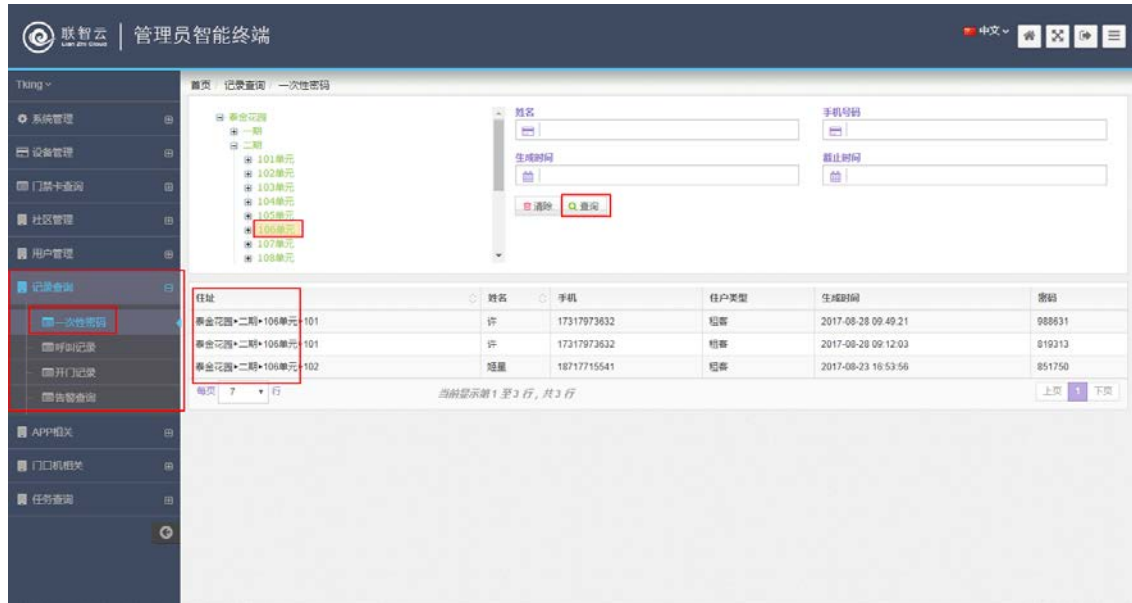 联智云 管理员智能终端 中文
Lian Zhi Cloud
Tking
首页 / 记录查询 / 一次性密码
系统管理
设备管理
门禁卡查询
社区管理
用户管理
记录查询
一次性密码
呼叫记录
开门记录
告警查询
APP相关
门口机相关
任务查询
泰金花园
一期
二期
101单元
102单元
103单元
104单元
105单元
106单元
107单元
108单元
姓名 手机号码
生成时间 截止时间
清除 查询
住址 姓名 手机 住户类型 生成时间 密码
泰金花园▸二期▸106单元▸101 许 17317973632 租客 2017-08-28 09:49:21 988631
泰金花园▸二期▸106单元▸101 许 17317973632 租客 2017-08-28 09:12:03 819313
泰金花园▸二期▸106单元▸102 18717715541 租客 2017-08-23 16:53:56 851750
每页 7 行 当前显示第 1 至 3 行，共 3 行 上页 1 下页